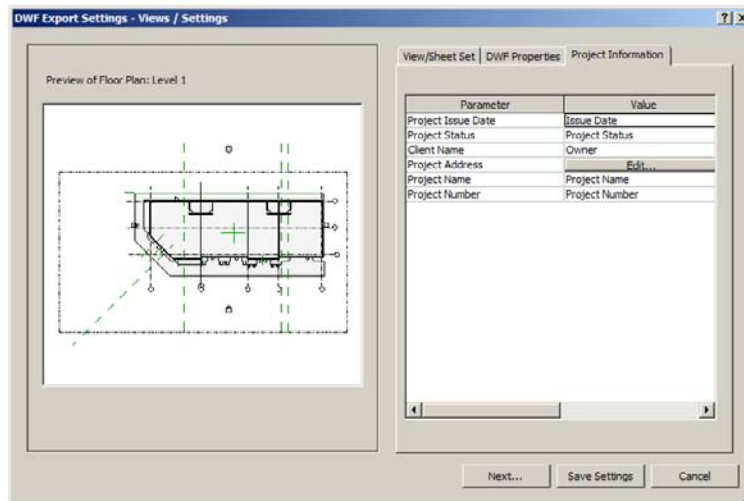 DWF Export Settings - Views / Settings
Preview of Floor Plan: Level 1
View/Sheet Set DWF Properties Project Information
Parameter Value
Project Issue Date Issue Date
Project Status Project Status
Client Name Owner
Project Address Edit...
Project Name Project Name
Project Number Project Number
Next... Save Settings Cancel